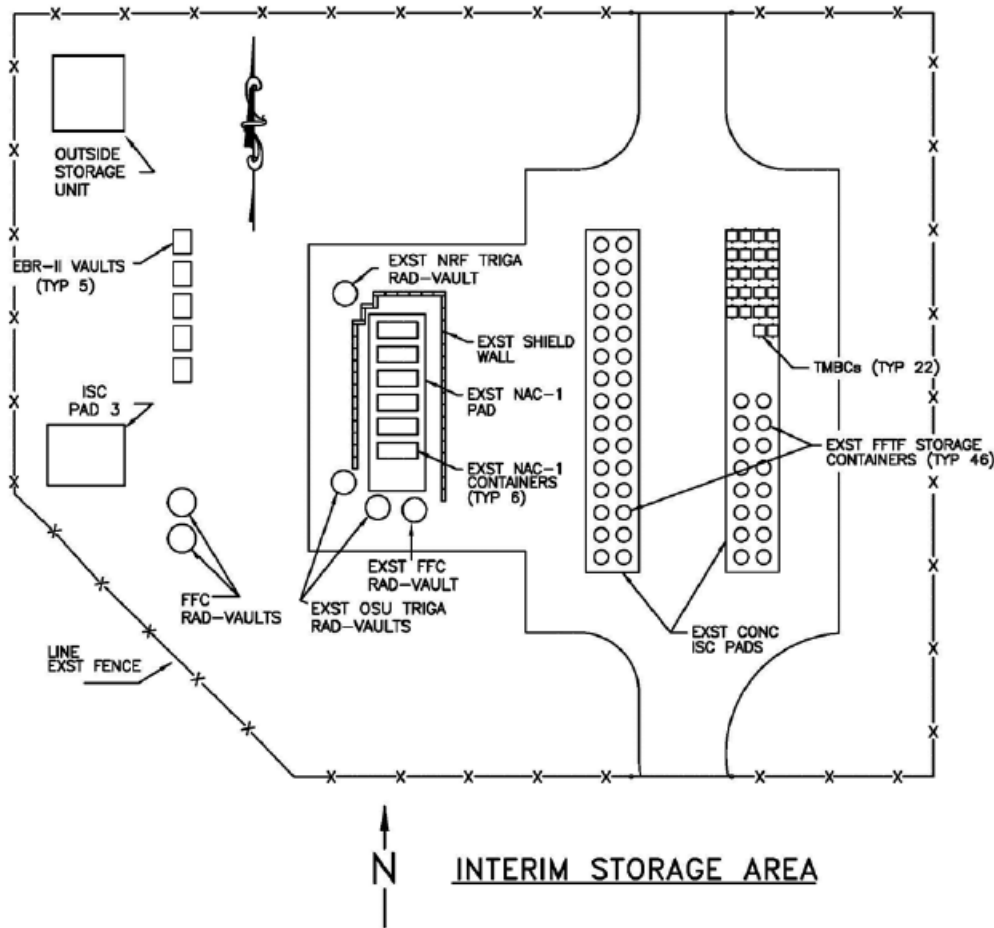 OUTSIDE
STORAGE
UNIT
EBR-II VAULTS
(TYP 5)
EXST NRF TRIGA
RAD-VAULT
EXST SHIELD
WALL
TMBCs (TYP 22)
ISC
PAD 3
EXST NAC-1
PAD
EXST FFTF STORAGE
CONTAINERS (TYP 46)
EXST NAC-1
CONTAINERS
(TYP 6)
EXST FFC
RAD-VAULT
FFC
RAD-VAULTS
EXST OSU TRIGA
RAD-VAULTS
EXST CONC
ISC PADS
LINE
EXST FENCE
N
INTERIM STORAGE AREA